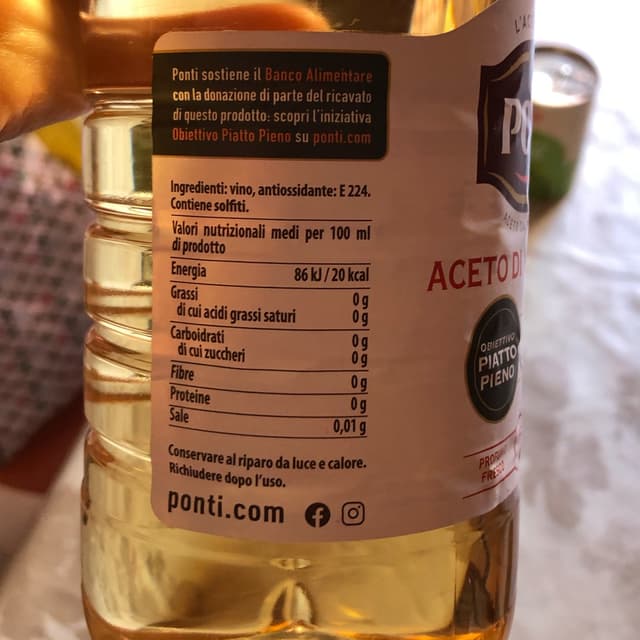 Ponti sostiene il Banco Alimentare
con la donazione di parte del ricavato
di questo prodotto: scopri l'iniziativa
Obiettivo Piatto Pieno su ponti.com
Ingredienti: vino, antiossidante: E 224.
Contiene solfiti.
Valori nutrizionali medi per 100 ml
di prodotto
Energia 86 kJ / 20 kcal
Grassi 0 g
di cui acidi grassi saturi 0 g
Carboidrati 0 g
di cui zuccheri 0 g
Fibre 0 g
Proteine 0 g
Sale 0,01 g
Conservare al riparo da luce e calore.
Richiudere dopo l'uso.
ponti.com
ACETO DI
OBIETTIVO
PIATTO
PIENO